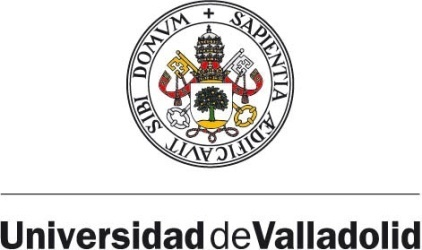 SAPIENTIA ÆDIFICAVIT SIBI DOMVM +
Universidad de Valladolid